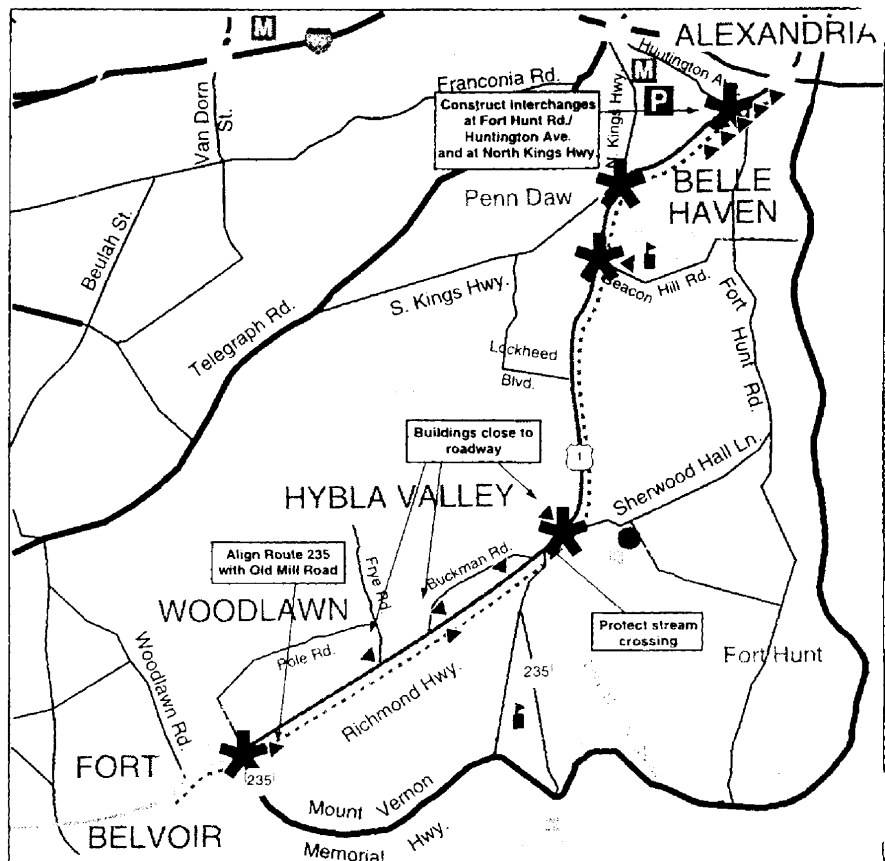 ALEXANDRIA
M
Huntington Av
Franconia Rd.
M
N Kings Hwy.
P
Van Dorn
St.
Construct interchanges
at Fort Hunt Rd./
Huntington Ave.
and at North Kings Hwy.
Penn Daw
BELLE
HAVEN
Beulah St.
Beacon Hill Rd.
S. Kings Hwy.
Fort Hunt Rd.
Telegraph Rd.
Lockheed
Blvd.
Buildings close to
roadway
1
Sherwood Hall Ln.
HYBLA VALLEY
Align Route 235
with Old Mill Road
Frye Rd.
Buckman Rd.
WOODLAWN
Protect stream
crossing
Pole Rd.
Woodlawn Rd.
235
Fort Hunt
Richmond Hwy.
FORT
BELVOIR
235
Mount Vernon
Memorial Hwy.